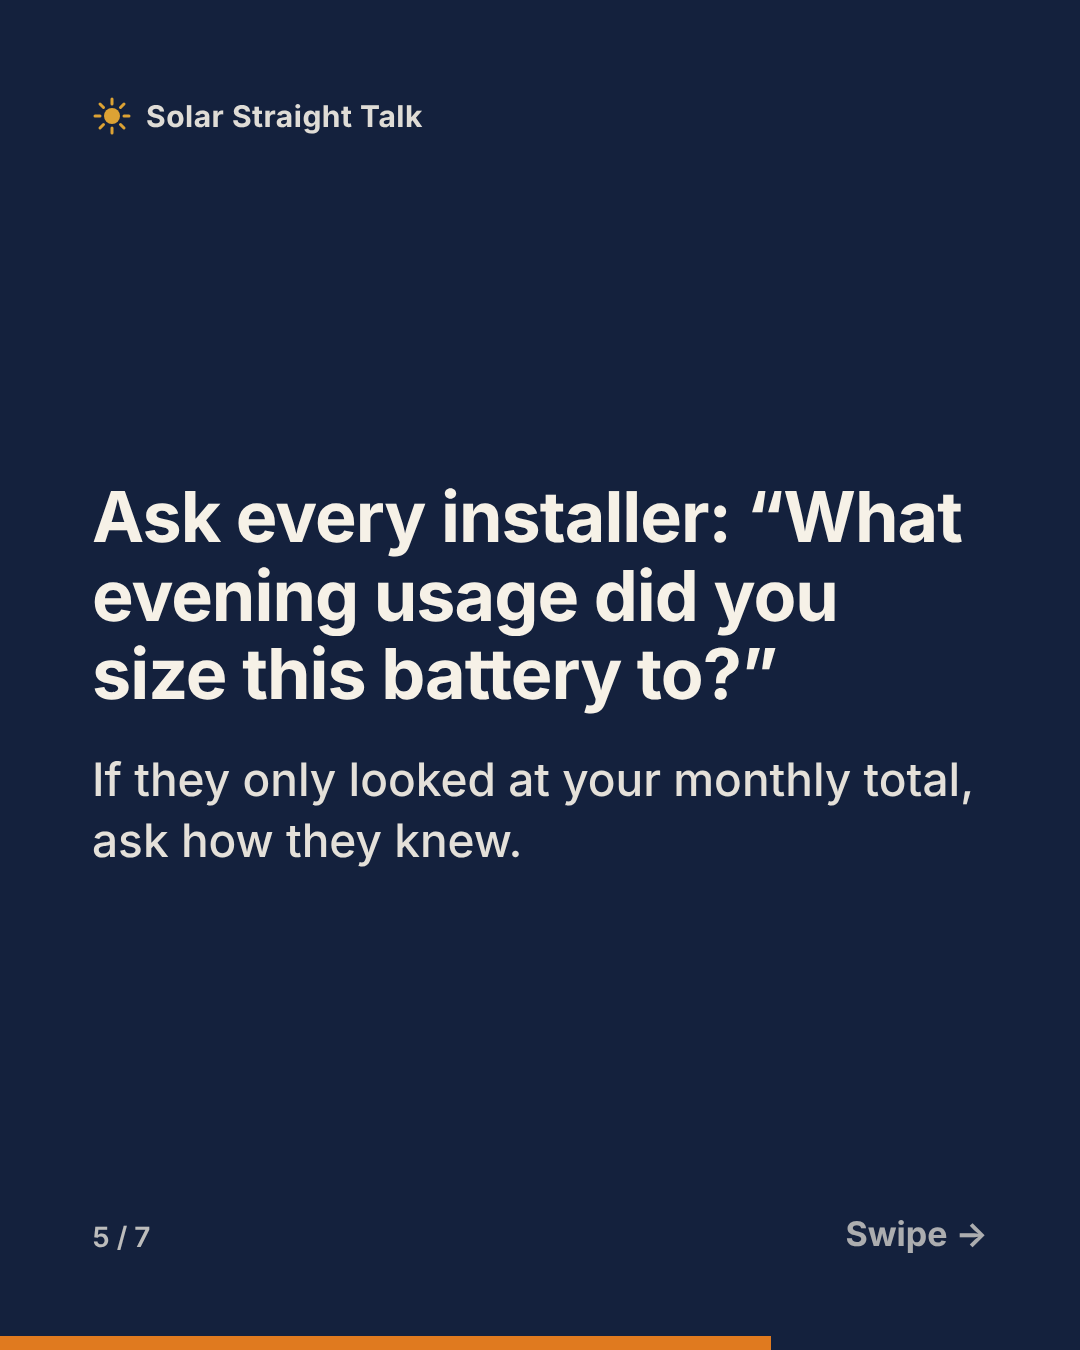 Solar Straight Talk
Ask every installer: “What
evening usage did you
size this battery to?”
If they only looked at your monthly total,
ask how they knew.
5 / 7
Swipe →